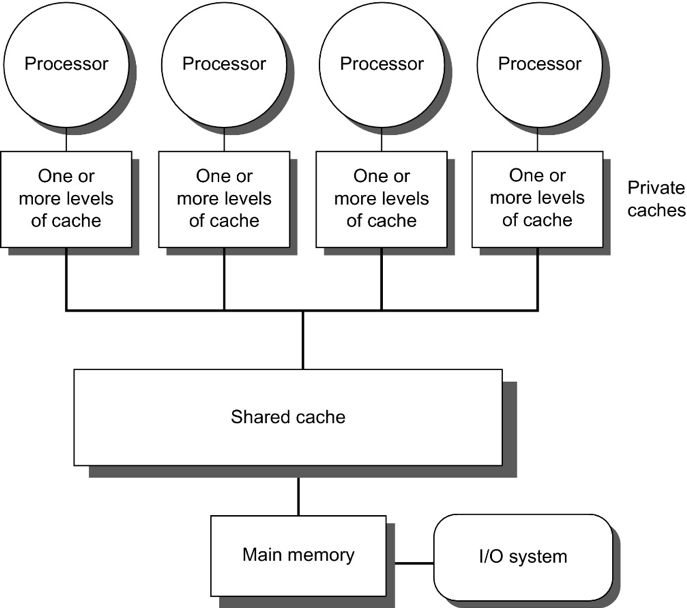 Processor
Processor
Processor
Processor
One or
more levels
of cache
One or
more levels
of cache
One or
more levels
of cache
One or
more levels
of cache
Private
caches
Shared cache
Main memory
I/O system